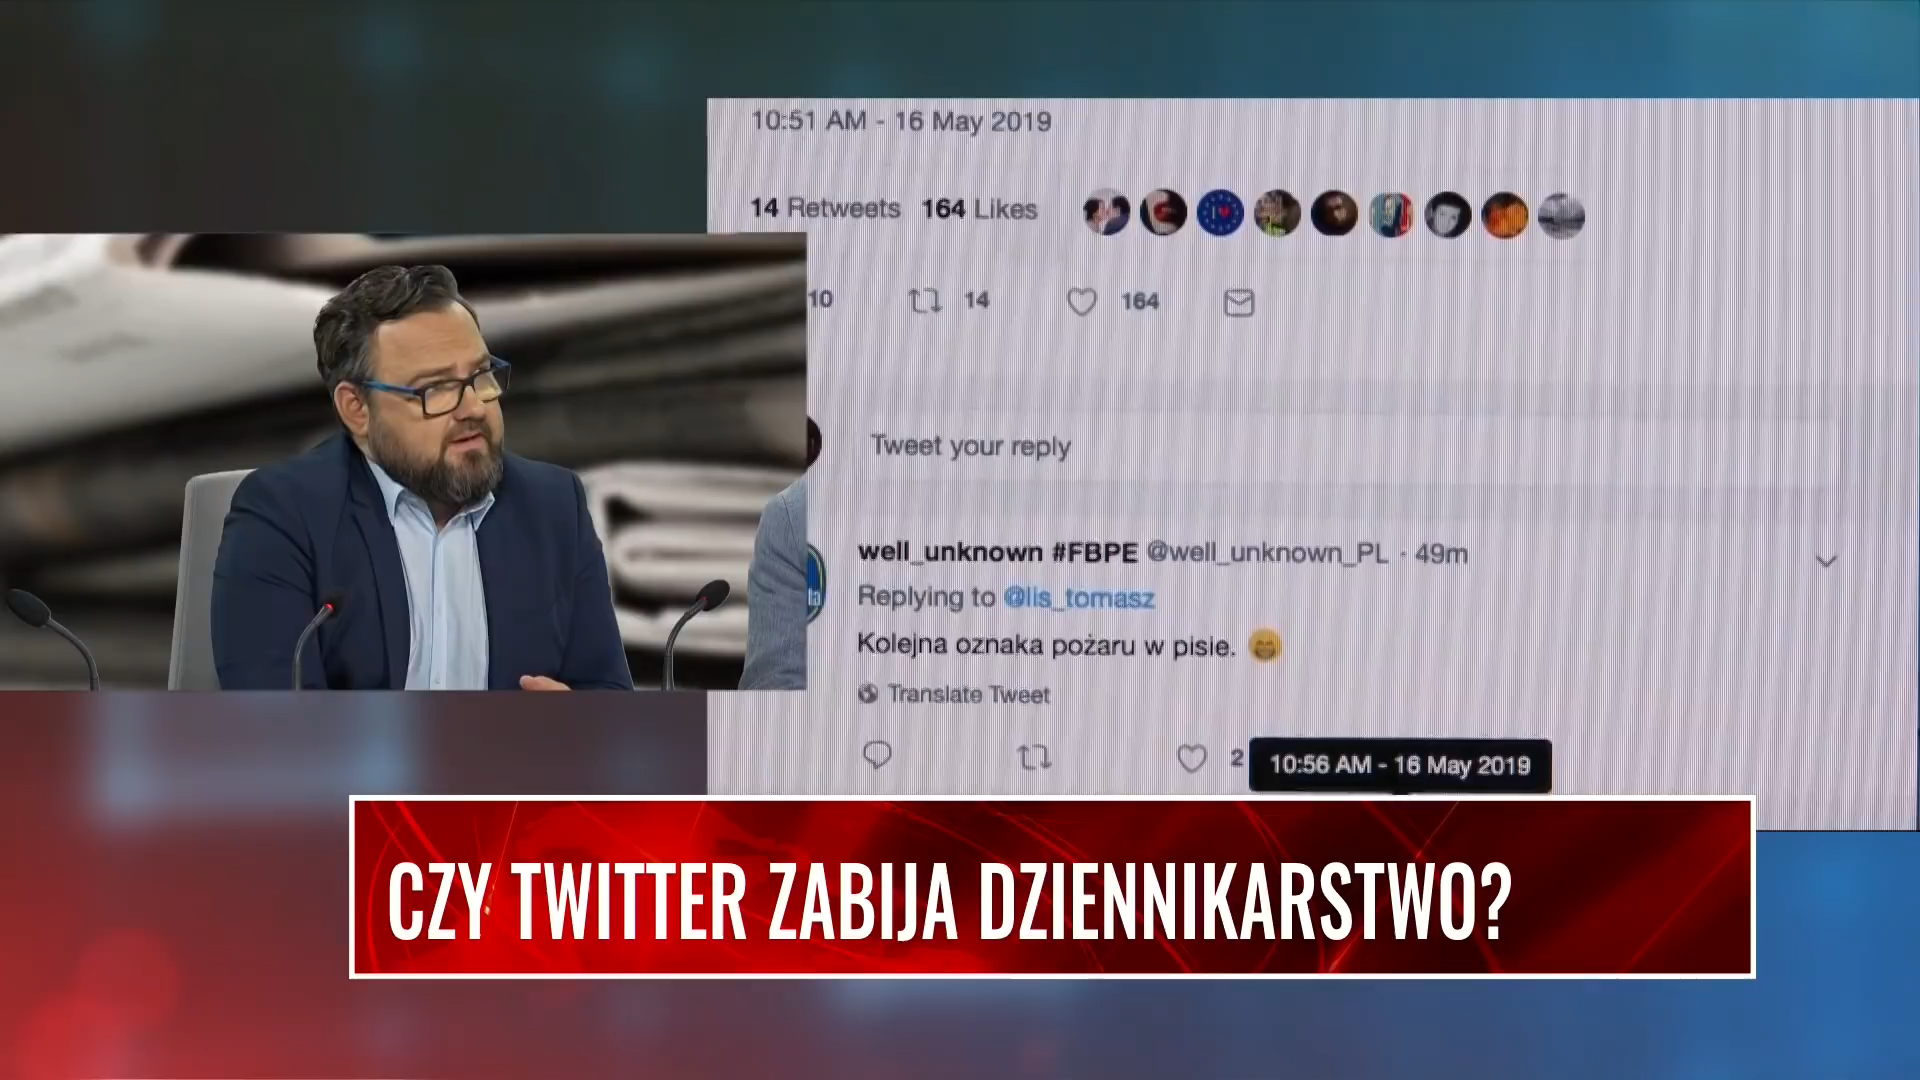 10:51 AM - 16 May 2019
14 Retweets 164 Likes
10 14 164
Tweet your reply
well_unknown #FBPE @well_unknown_PL · 49m
Replying to @lis_tomasz
Kolejna oznaka pożaru w pisie. 😁
Translate Tweet
2
10:56 AM - 16 May 2019
CZY TWITTER ZABIJA DZIENNIKARSTWO?